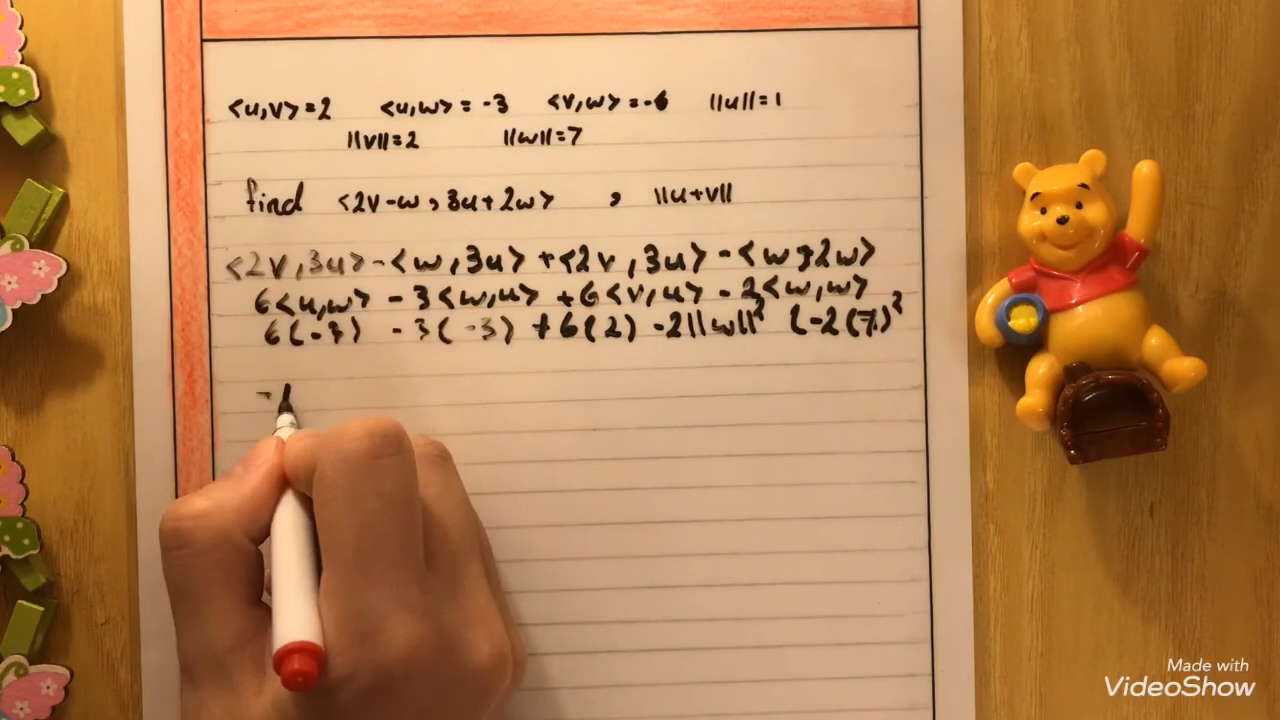 <u,v>=2 <u,w>=-3 <v,w>=-6 ||u||=1
||v||=2 ||w||=7
find <2v-w,3u+2w> , ||u+v||
<2v,3u>-<w,3u>+<2v,3u>-<w,2w>
6<u,w> -3<w,u> +6<v,u> -2<w,w>
6(-3) -3(-3) +6(2) -2||w||² (-2(7)²
Made with
VideoShow